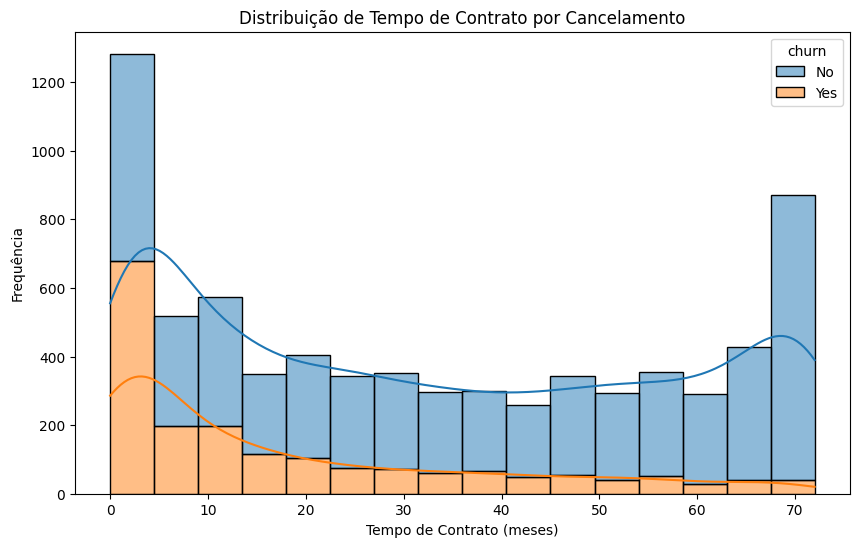 Distribuição de Tempo de Contrato por Cancelamento
churn
No
Yes
1200
1000
800
600
400
200
0
Frequência
0 10 20 30 40 50 60 70
Tempo de Contrato (meses)